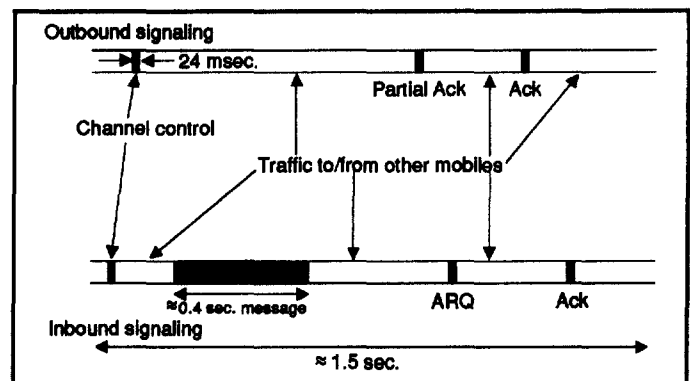 Outbound signaling
24 msec.
Partial Ack
Ack
Channel control
Traffic to/from other mobiles
≈0.4 sec. message
ARQ
Ack
Inbound signaling
≈ 1.5 sec.